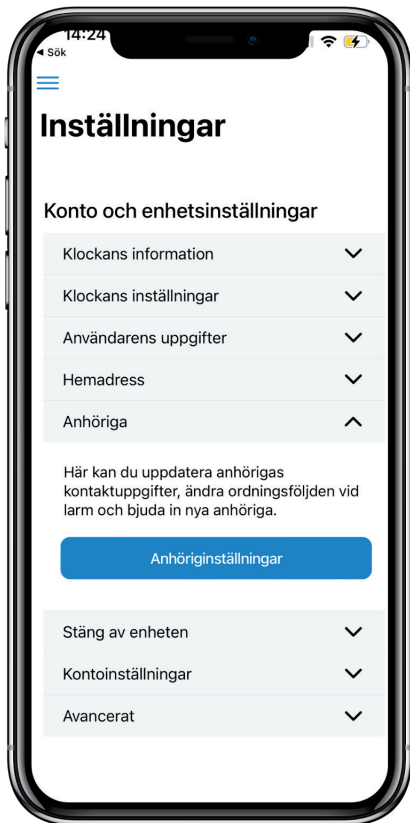 14:24
Sök
Inställningar
Konto och enhetsinställningar
Klockans information
Klockans inställningar
Användarens uppgifter
Hemadress
Anhöriga
Här kan du uppdatera anhörigas
kontaktuppgifter, ändra ordningsföljden vid
larm och bjuda in nya anhöriga.
Anhöriginställningar
Stäng av enheten
Kontoinställningar
Avancerat